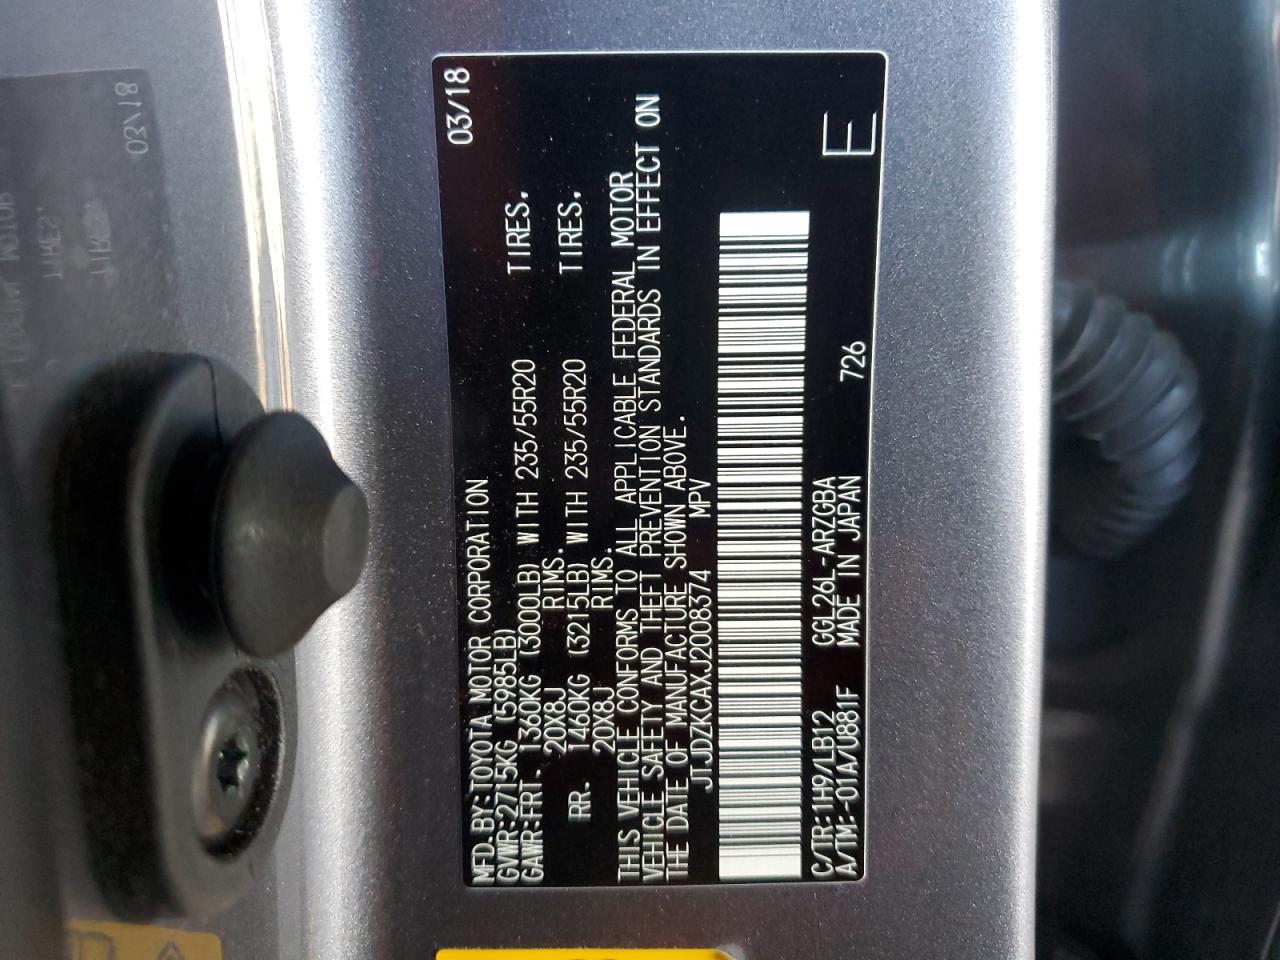 03/18
MFD. BY: TOYOTA MOTOR CORPORATION
GVWR: 2715KG (5985LB)
GAWR: FRT. 1360KG (3000LB) WITH 235/55R20 TIRES.
20X8J RIMS.
RR. 1460KG (3215LB) WITH 235/55R20 TIRES.
20X8J RIMS.
THIS VEHICLE CONFORMS TO ALL APPLICABLE FEDERAL MOTOR
VEHICLE SAFETY AND THEFT PREVENTION STANDARDS IN EFFECT ON
THE DATE OF MANUFACTURE SHOWN ABOVE.
JTJDZKCAXJ2008374 MPV
C/TR: 1H9/LB12 GGL26L-ARZGBA
A/TM: -01A/U881F MADE IN JAPAN 726
E